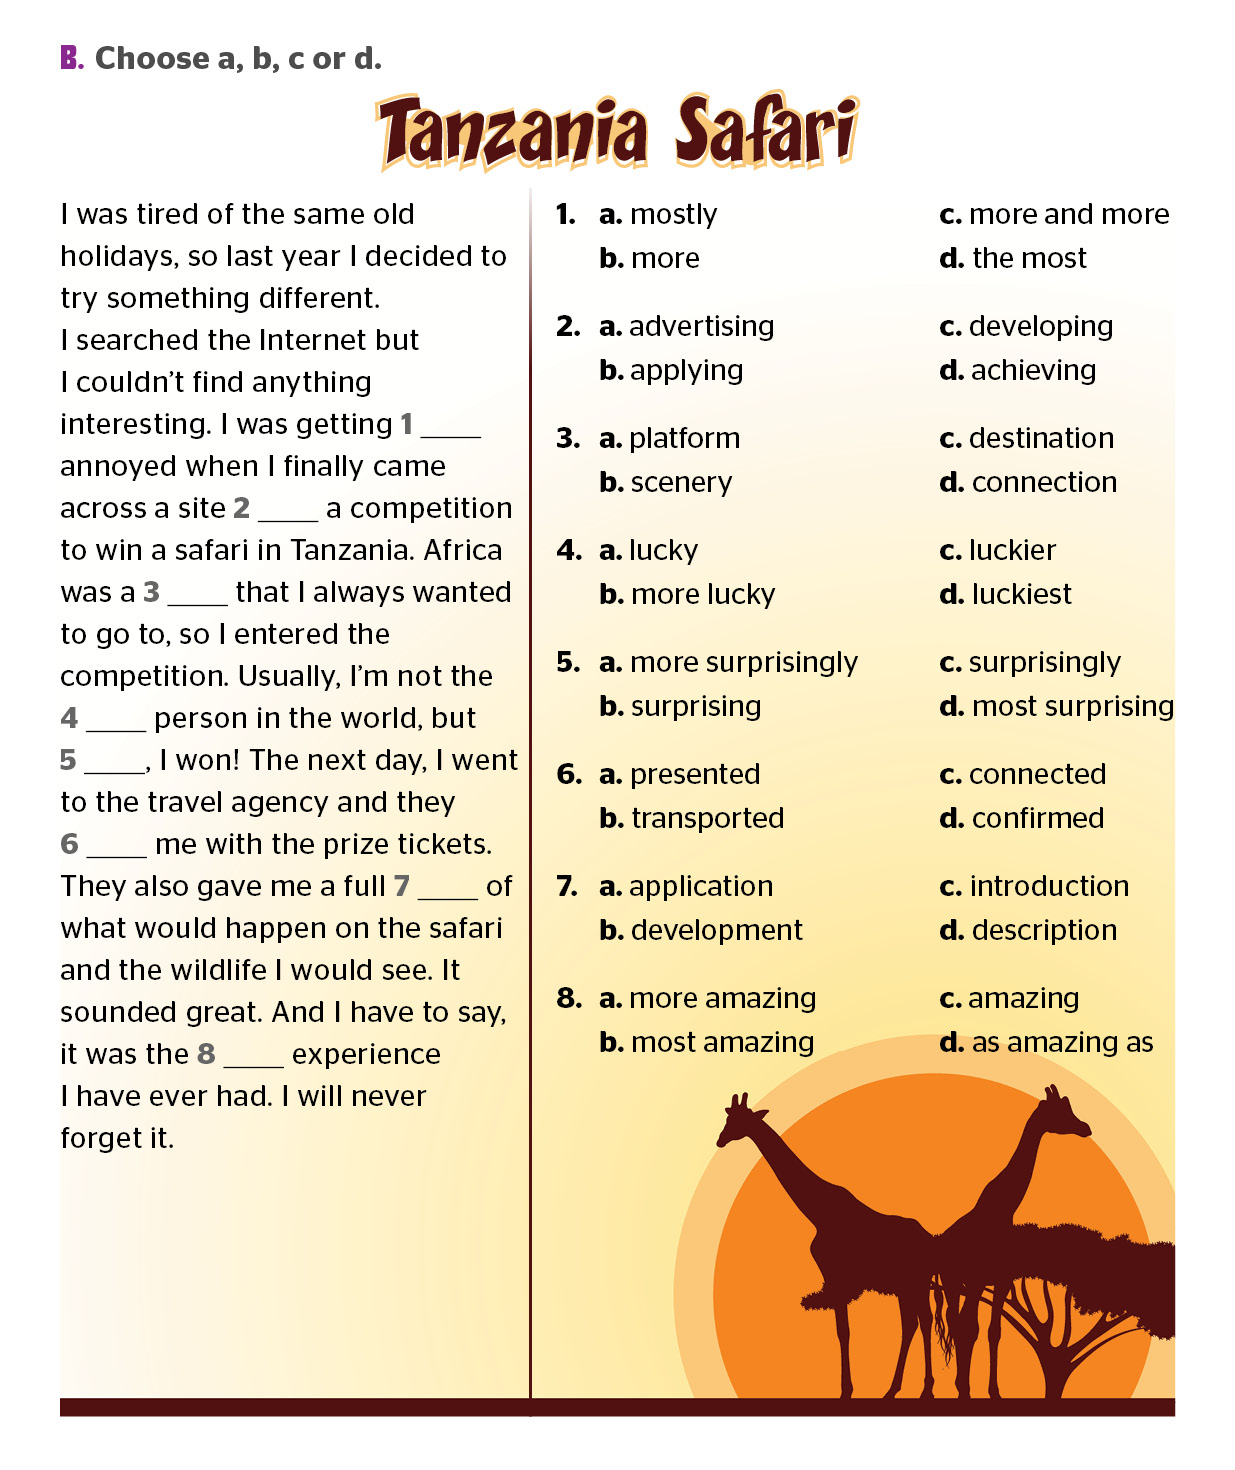 B. Choose a, b, c or d.
Tanzania Safari
I was tired of the same old
holidays, so last year I decided to
try something different.
I searched the Internet but
I couldn’t find anything
interesting. I was getting 1 ____
annoyed when I finally came
across a site 2 ____ a competition
to win a safari in Tanzania. Africa
was a 3 ____ that I always wanted
to go to, so I entered the
competition. Usually, I’m not the
4 ____ person in the world, but
5 ____, I won! The next day, I went
to the travel agency and they
6 ____ me with the prize tickets.
They also gave me a full 7 ____ of
what would happen on the safari
and the wildlife I would see. It
sounded great. And I have to say,
it was the 8 ____ experience
I have ever had. I will never
forget it.
1. a. mostly c. more and more
b. more d. the most
2. a. advertising c. developing
b. applying d. achieving
3. a. platform c. destination
b. scenery d. connection
4. a. lucky c. luckier
b. more lucky d. luckiest
5. a. more surprisingly c. surprisingly
b. surprising d. most surprising
6. a. presented c. connected
b. transported d. confirmed
7. a. application c. introduction
b. development d. description
8. a. more amazing c. amazing
b. most amazing d. as amazing as